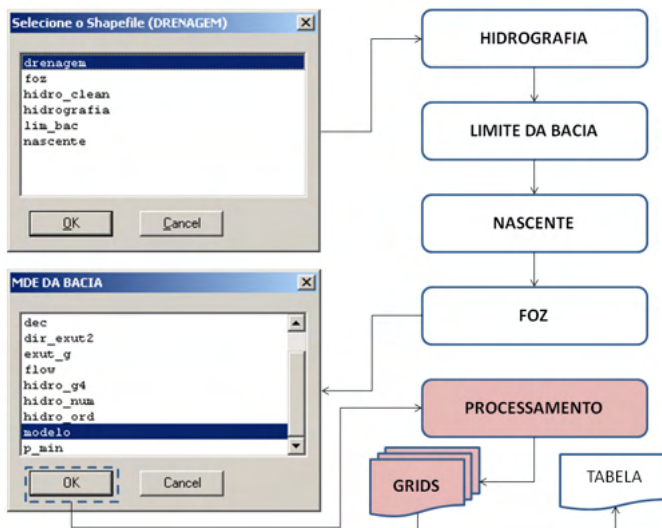 Selecione o Shapefile (DRENAGEM)
drenagem
foz
hidro_clean
hidrografia
lim_bac
nascente
OK
Cancel
HIDROGRAFIA
LIMITE DA BACIA
NASCENTE
FOZ
MDE DA BACIA
dec
dir_exut2
exut_g
flow
hidro_g4
hidro_num
hidro_ord
modelo
p_min
OK
Cancel
PROCESSAMENTO
GRIDS
TABELA